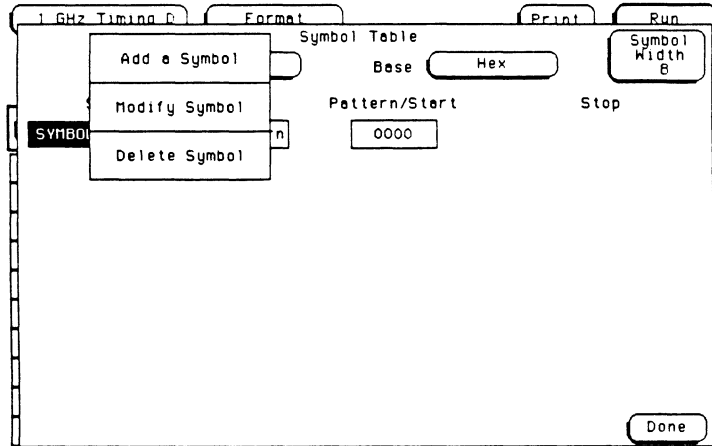 1 GHz Timing D Format Print Run
Symbol Table
Symbol Width 8
Add a Symbol
Base Hex
Modify Symbol
Pattern/Start Stop
SYMBOL
n
0000
Delete Symbol
Done